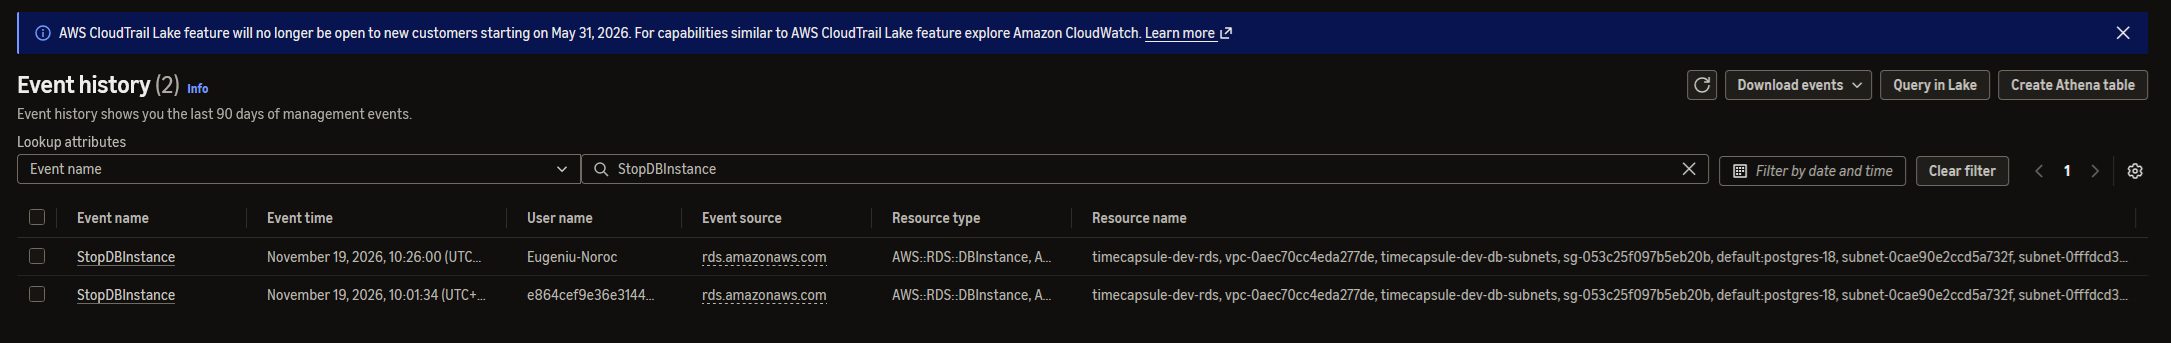 AWS CloudTrail Lake feature will no longer be open to new customers starting on May 31, 2026. For capabilities similar to AWS CloudTrail Lake feature explore Amazon CloudWatch. Learn more
Event history (2) Info
Download events Query in Lake Create Athena table
Event history shows you the last 90 days of management events.
Lookup attributes
Event name StopDBInstance Filter by date and time Clear filter 1
Event name Event time User name Event source Resource type Resource name
StopDBInstance November 19, 2026, 10:26:00 (UTC... Eugeniu-Noroc rds.amazonaws.com AWS::RDS::DBInstance, A... timecapsule-dev-rds, vpc-0aec70cc4eda277de, timecapsule-dev-db-subnets, sg-053c25f097b5eb20b, default:postgres-18, subnet-0cae90e2ccd5a732f, subnet-0fffdcd3...
StopDBInstance November 19, 2026, 10:01:34 (UTC+... e864cef9e36e3144... rds.amazonaws.com AWS::RDS::DBInstance, A... timecapsule-dev-rds, vpc-0aec70cc4eda277de, timecapsule-dev-db-subnets, sg-053c25f097b5eb20b, default:postgres-18, subnet-0cae90e2ccd5a732f, subnet-0fffdcd3...